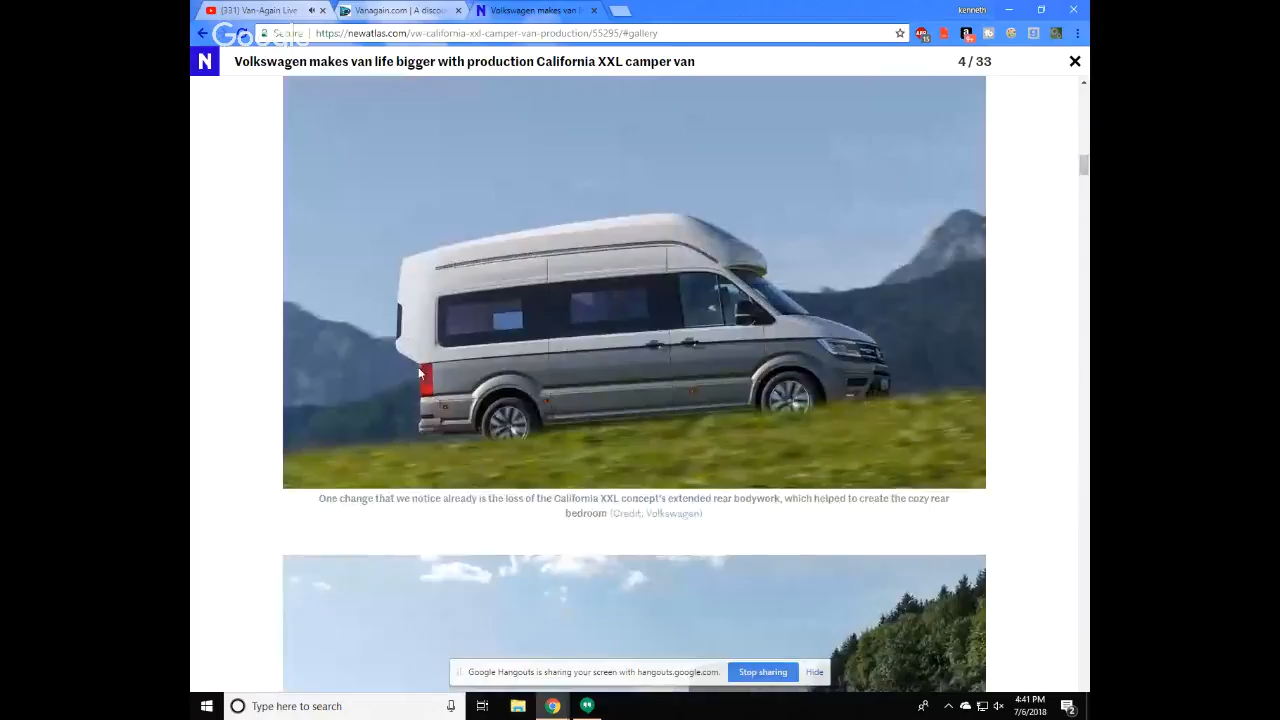 (331) Van-Again Live
Vanagain.com | A discou
Volkswagen makes van l
kenneth
Google
Secure
https://newatlas.com/vw-california-xxl-camper-van-production/55295/#gallery
N Volkswagen makes van life bigger with production California XXL camper van
4 / 33
One change that we notice already is the loss of the California XXL concept's extended rear bodywork, which helped to create the cozy rear
bedroom (Credit: Volkswagen)
Google Hangouts is sharing your screen with hangouts.google.com.
Stop sharing
Hide
Type here to search
4:41 PM
7/6/2018
2